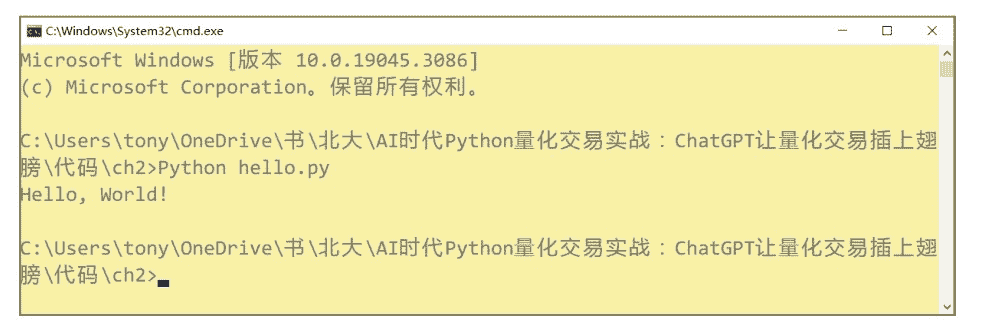 C:\Windows\System32\cmd.exe
Microsoft Windows [版本 10.0.19045.3086]
(c) Microsoft Corporation。保留所有权利。
C:\Users\tony\OneDrive\书\北大\AI时代Python量化交易实战：ChatGPT让量化交易插上翅
膀\代码\ch2>Python hello.py
Hello, World!
C:\Users\tony\OneDrive\书\北大\AI时代Python量化交易实战：ChatGPT让量化交易插上翅
膀\代码\ch2>